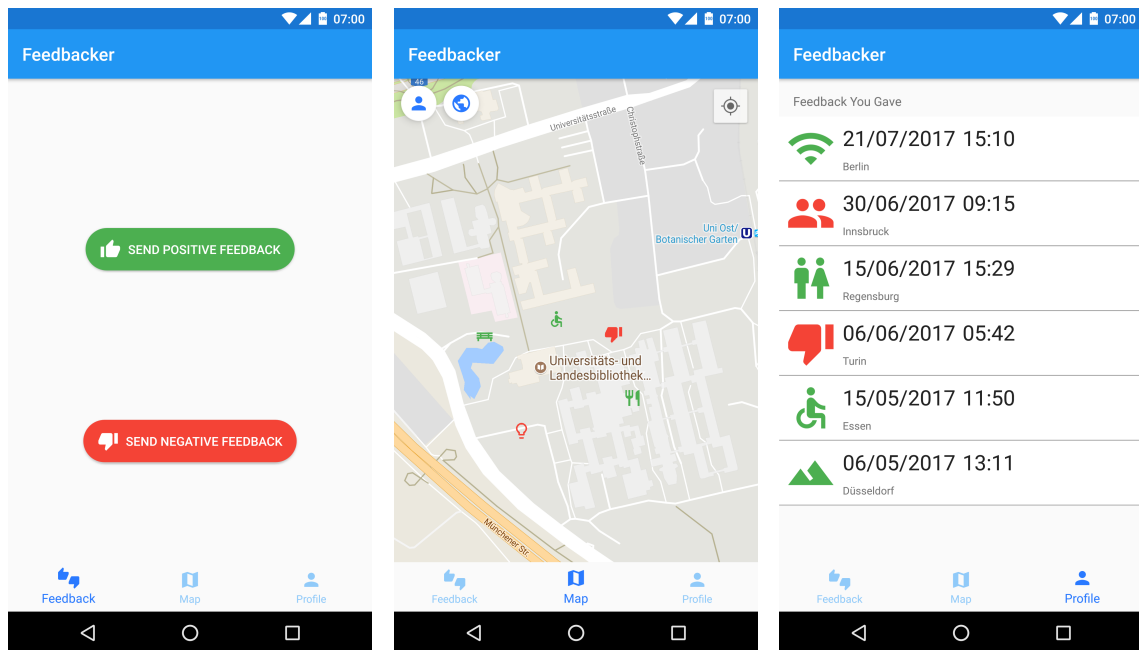 07:00
Feedbacker
SEND POSITIVE FEEDBACK
SEND NEGATIVE FEEDBACK
Feedback
Map
Profile
07:00
Feedbacker
46
Universitätsstraße
Christophstraße
Uni Ost/
Botanischer Garten
U
Universitäts- und
Landesbibliothek...
Münchener Str.
Feedback
Map
Profile
07:00
Feedbacker
Feedback You Gave
21/07/2017 15:10
Berlin
30/06/2017 09:15
Innsbruck
15/06/2017 15:29
Regensburg
06/06/2017 05:42
Turin
15/05/2017 11:50
Essen
06/05/2017 13:11
Düsseldorf
Feedback
Map
Profile